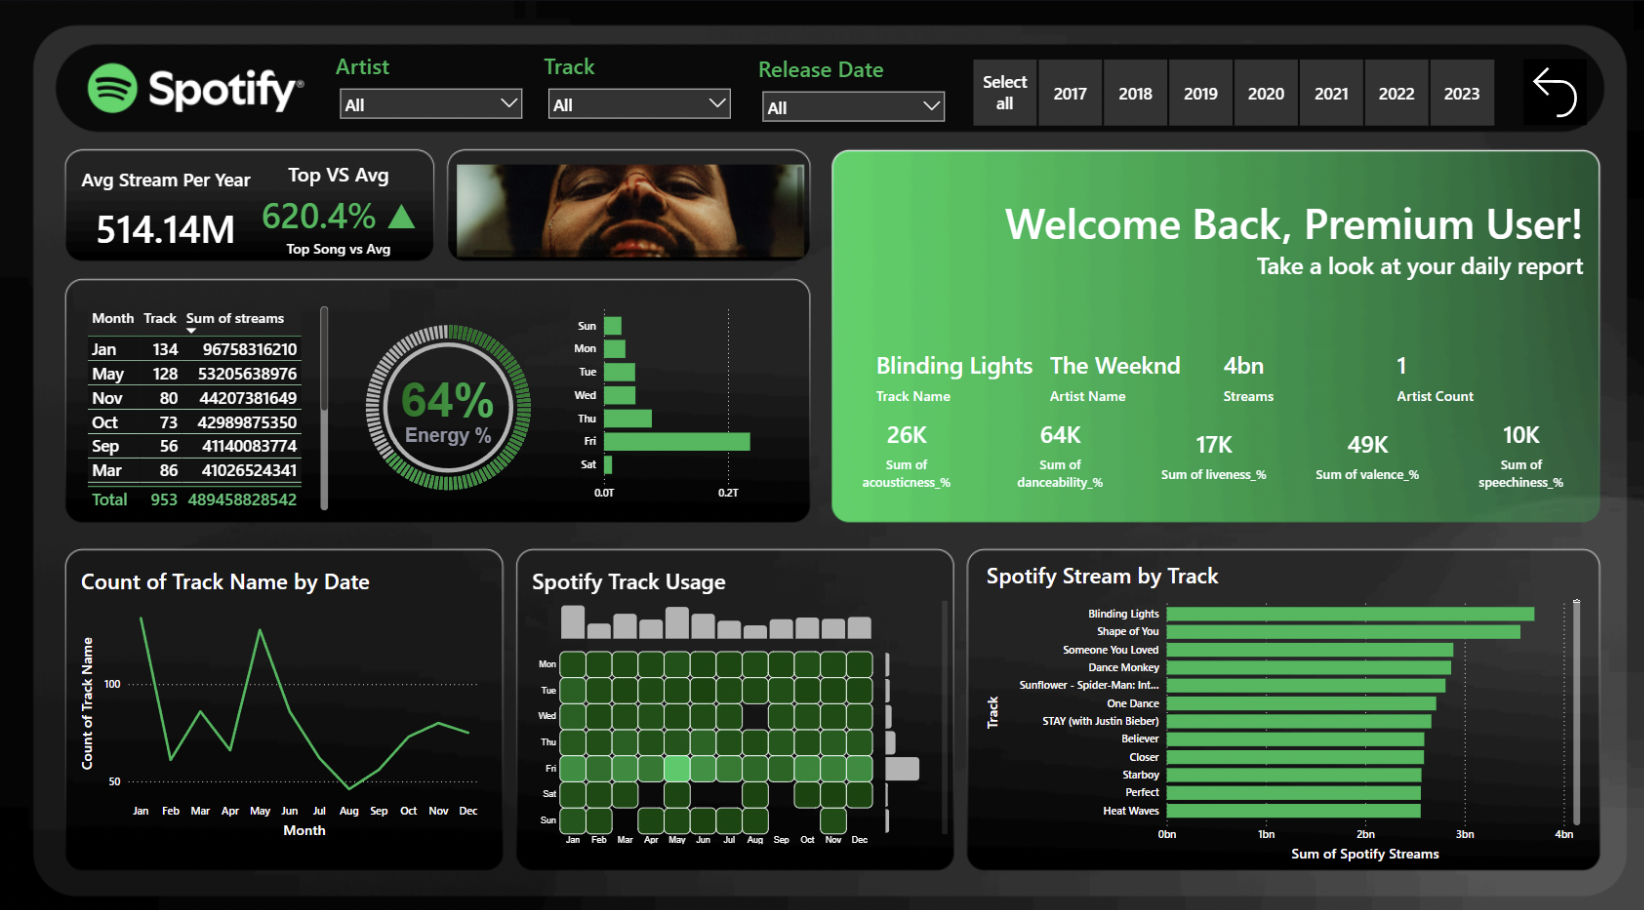 Spotify®
Artist
All
Track
All
Release Date
All
Select all
2017
2018
2019
2020
2021
2022
2023
Avg Stream Per Year
514.14M
Top VS Avg
620.4%
Top Song vs Avg
Welcome Back, Premium User!
Take a look at your daily report
Blinding Lights
Track Name
The Weeknd
Artist Name
4bn
Streams
1
Artist Count
26K
Sum of
acousticness_%
64K
Sum of
danceability_%
17K
Sum of liveness_%
49K
Sum of valence_%
10K
Sum of
speechiness_%
Month Track Sum of streams
Jan 134 96758316210
May 128 53205638976
Nov 80 44207381649
Oct 73 42989875350
Sep 56 41140083774
Mar 86 41026524341
Total 953 489458828542
64%
Energy %
Sun
Mon
Tue
Wed
Thu
Fri
Sat
0.0T 0.2T
Count of Track Name by Date
Count of Track Name
100
50
Jan Feb Mar Apr May Jun Jul Aug Sep Oct Nov Dec
Month
Spotify Track Usage
Mon
Tue
Wed
Thu
Fri
Sat
Sun
Jan Feb Mar Apr May Jun Jul Aug Sep Oct Nov Dec
Spotify Stream by Track
Track
Blinding Lights
Shape of You
Someone You Loved
Dance Monkey
Sunflower - Spider-Man: Int...
One Dance
STAY (with Justin Bieber)
Believer
Closer
Starboy
Perfect
Heat Waves
0bn 1bn 2bn 3bn 4bn
Sum of Spotify Streams